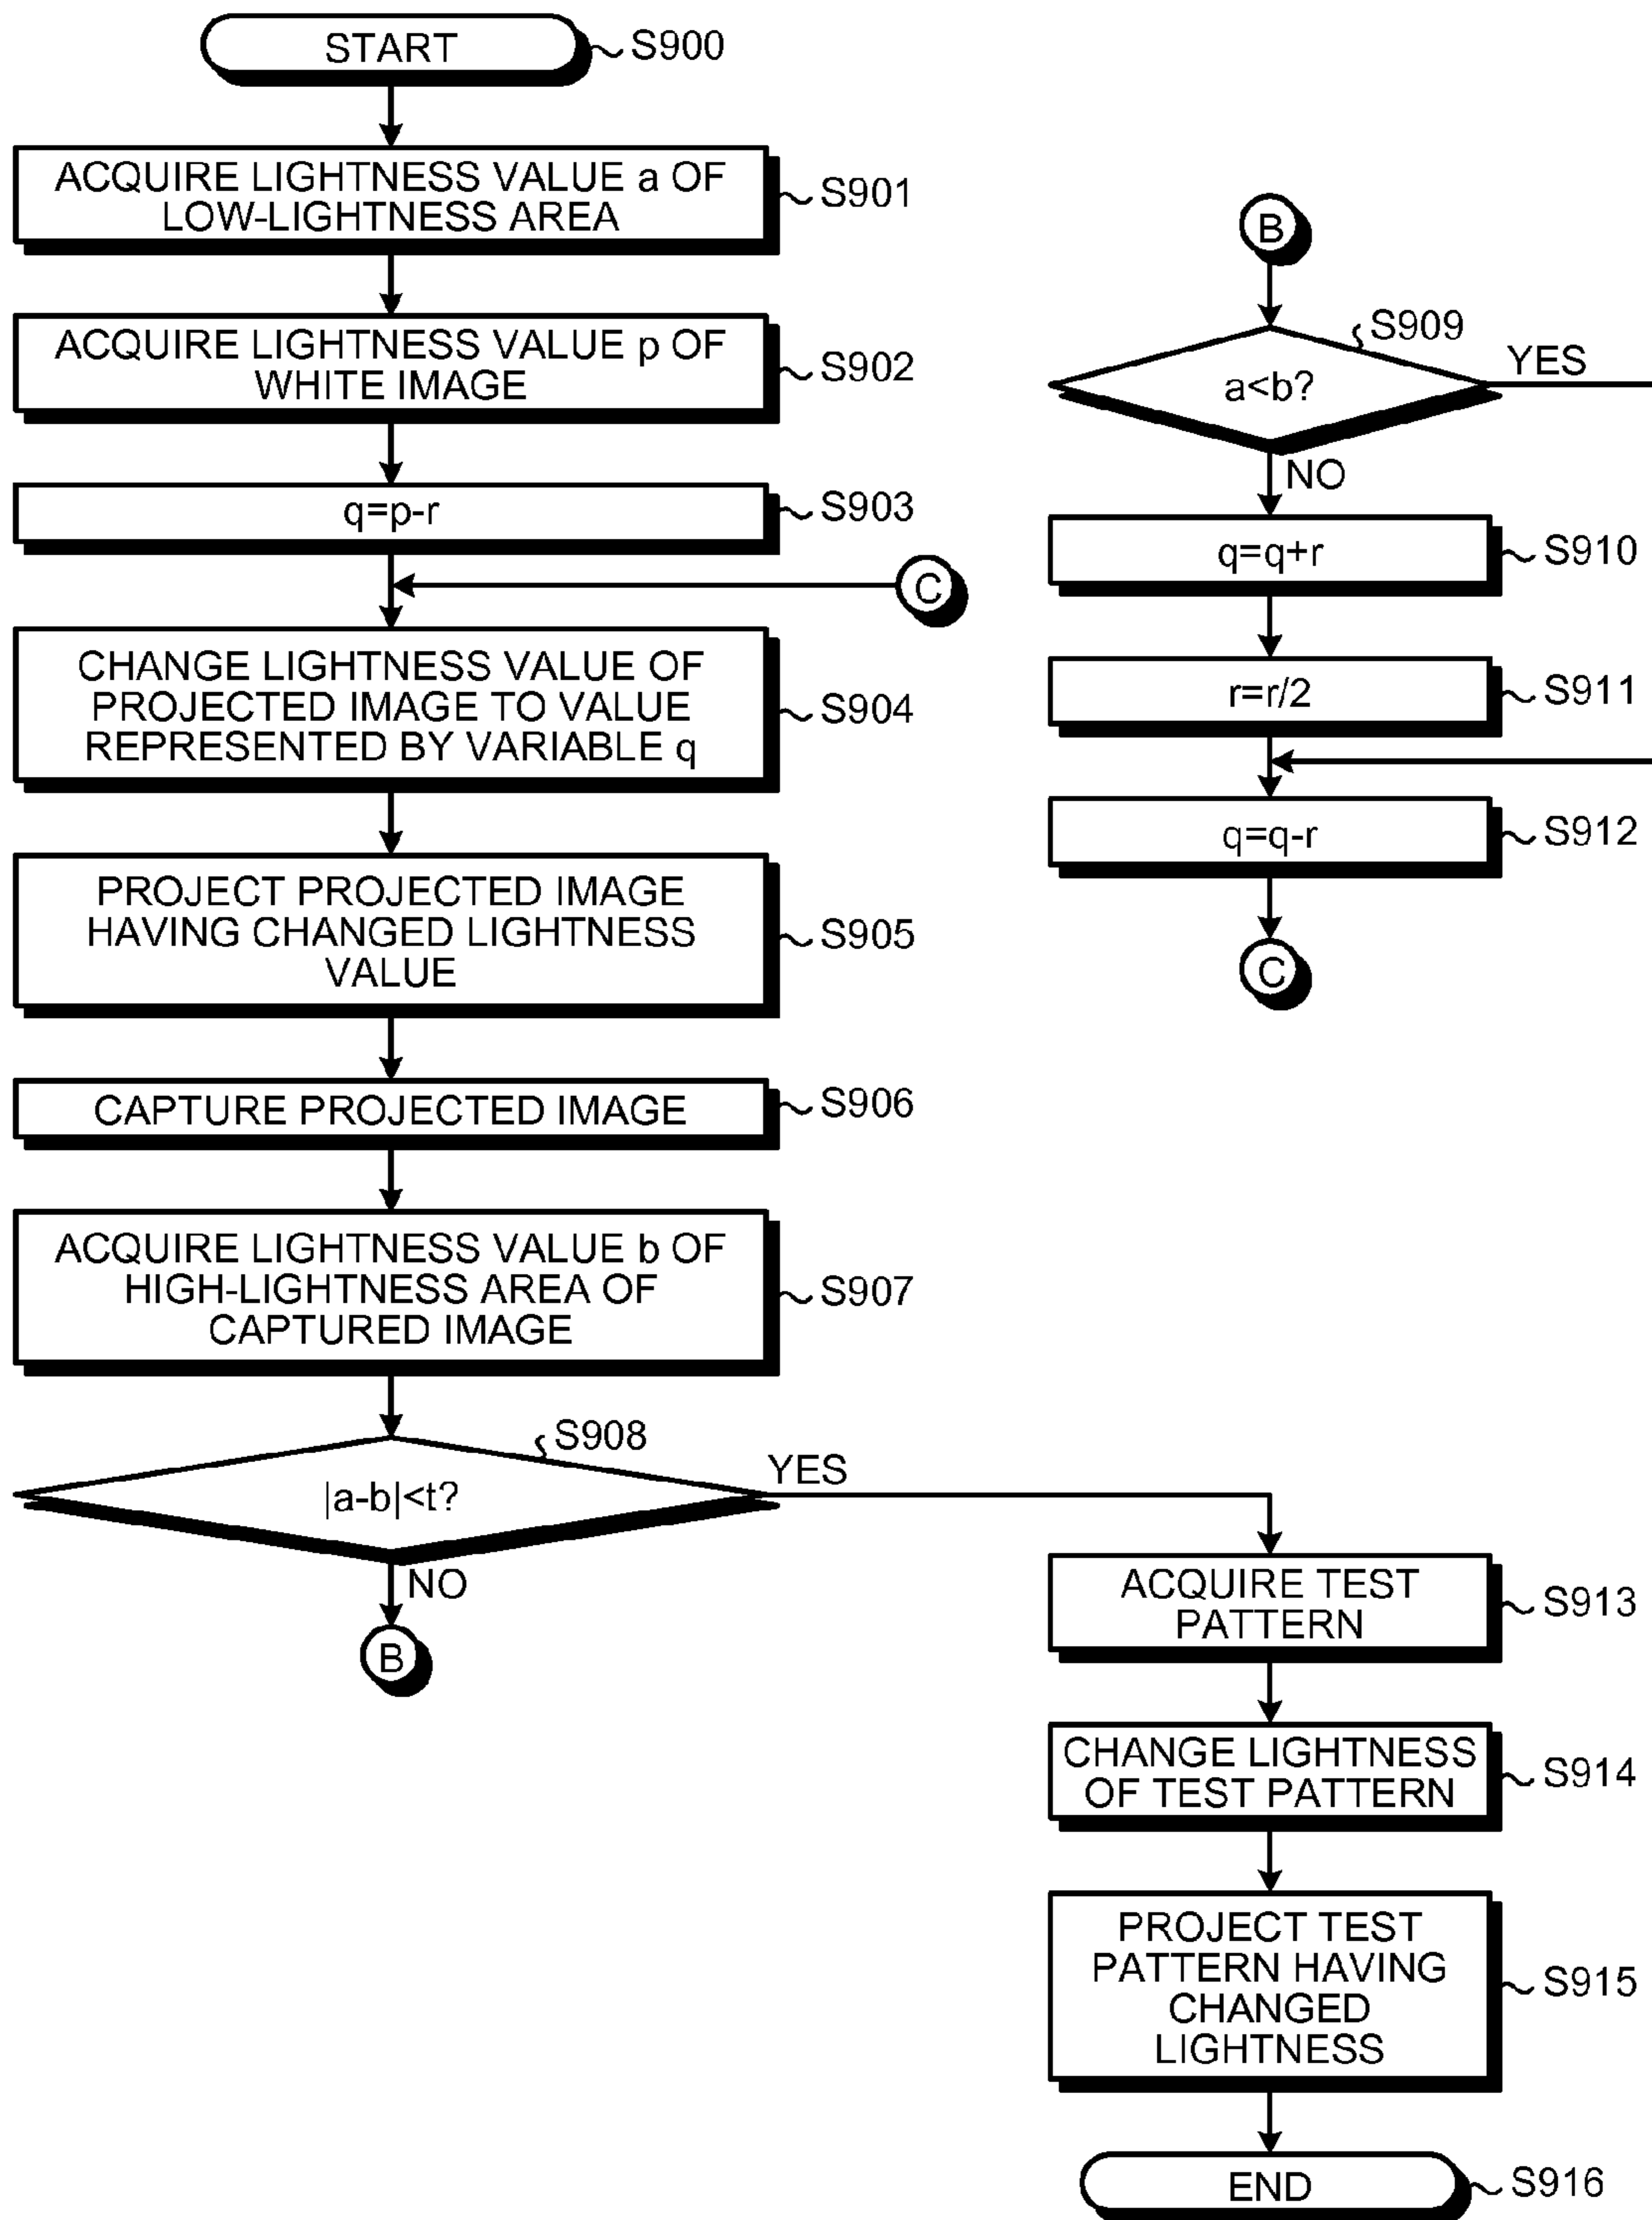 START
S900
ACQUIRE LIGHTNESS VALUE a OF
LOW-LIGHTNESS AREA
S901
ACQUIRE LIGHTNESS VALUE p OF
WHITE IMAGE
S902
q=p-r
S903
C
CHANGE LIGHTNESS VALUE OF
PROJECTED IMAGE TO VALUE
REPRESENTED BY VARIABLE q
S904
PROJECT PROJECTED IMAGE
HAVING CHANGED LIGHTNESS
VALUE
S905
CAPTURE PROJECTED IMAGE
S906
ACQUIRE LIGHTNESS VALUE b OF
HIGH-LIGHTNESS AREA OF
CAPTURED IMAGE
S907
S908
|a-b|<t?
YES
NO
B
B
S909
a<b?
YES
NO
q=q+r
S910
r=r/2
S911
q=q-r
S912
C
ACQUIRE TEST
PATTERN
S913
CHANGE LIGHTNESS
OF TEST PATTERN
S914
PROJECT TEST
PATTERN HAVING
CHANGED
LIGHTNESS
S915
END
S916